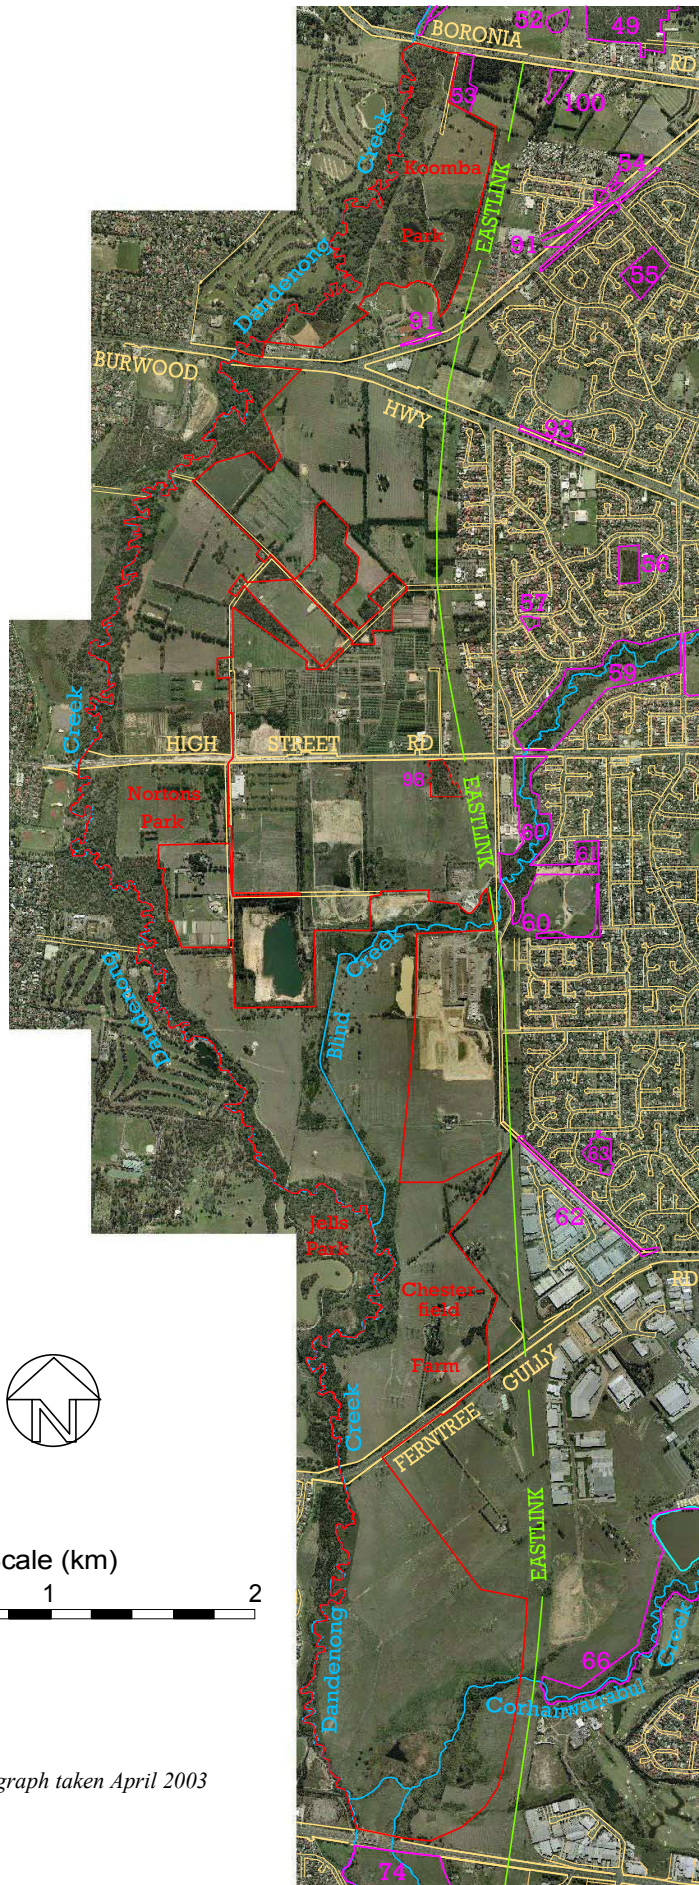 52
49
BORONIA
RD
53
100
Creek
Koomba
54
EASTLINK
Park
91
55
Dandenong
91
BURWOOD
HWY
93
56
57
59
Creek
HIGH STREET RD
98
EASTLINK
Nortons
Park
60
61
60
Creek
Dandenong
Blind
63
62
Jells
Park
RD
Chester-
field
Farm
GULLY
Creek
FERNTREE
N
EASTLINK
cale (km)
1 2
Dandenong
Creek
66
Corhanwarrabul
graph taken April 2003
74